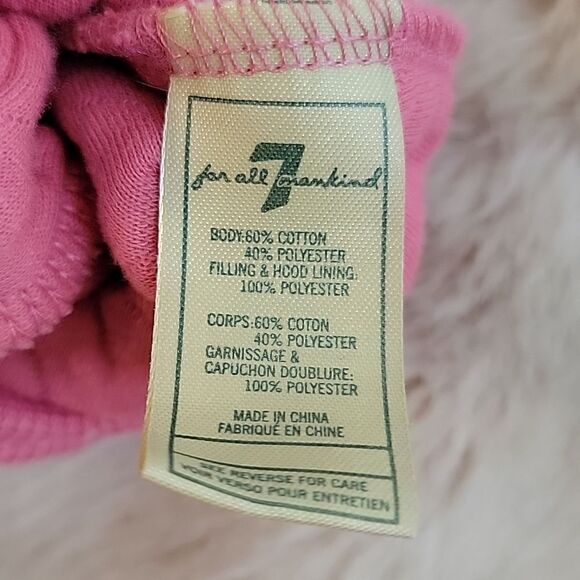 7
for all mankind
BODY:60% COTTON
40% POLYESTER
FILLING & HOOD LINING:
100% POLYESTER
CORPS:60% COTON
40% POLYESTER
GARNISSAGE &
CAPUCHON DOUBLURE:
100% POLYESTER
MADE IN CHINA
FABRIQUÉ EN CHINE
SEE REVERSE FOR CARE
VOIR VERSO POUR ENTRETIEN